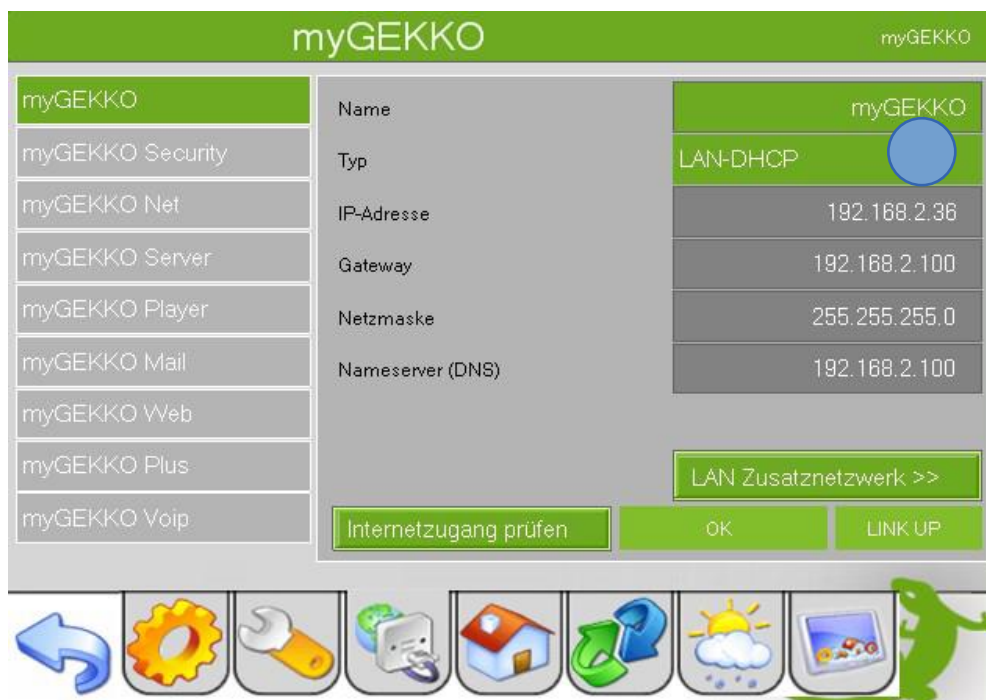 myGEKKO
myGEKKO
myGEKKO
myGEKKO Security
myGEKKO Net
myGEKKO Server
myGEKKO Player
myGEKKO Mail
myGEKKO Web
myGEKKO Plus
myGEKKO Voip
Name myGEKKO
Typ LAN-DHCP
IP-Adresse 192.168.2.36
Gateway 192.168.2.100
Netzmaske 255.255.255.0
Nameserver (DNS) 192.168.2.100
LAN Zusatznetzwerk >>
Internetzugang prüfen OK LINK UP